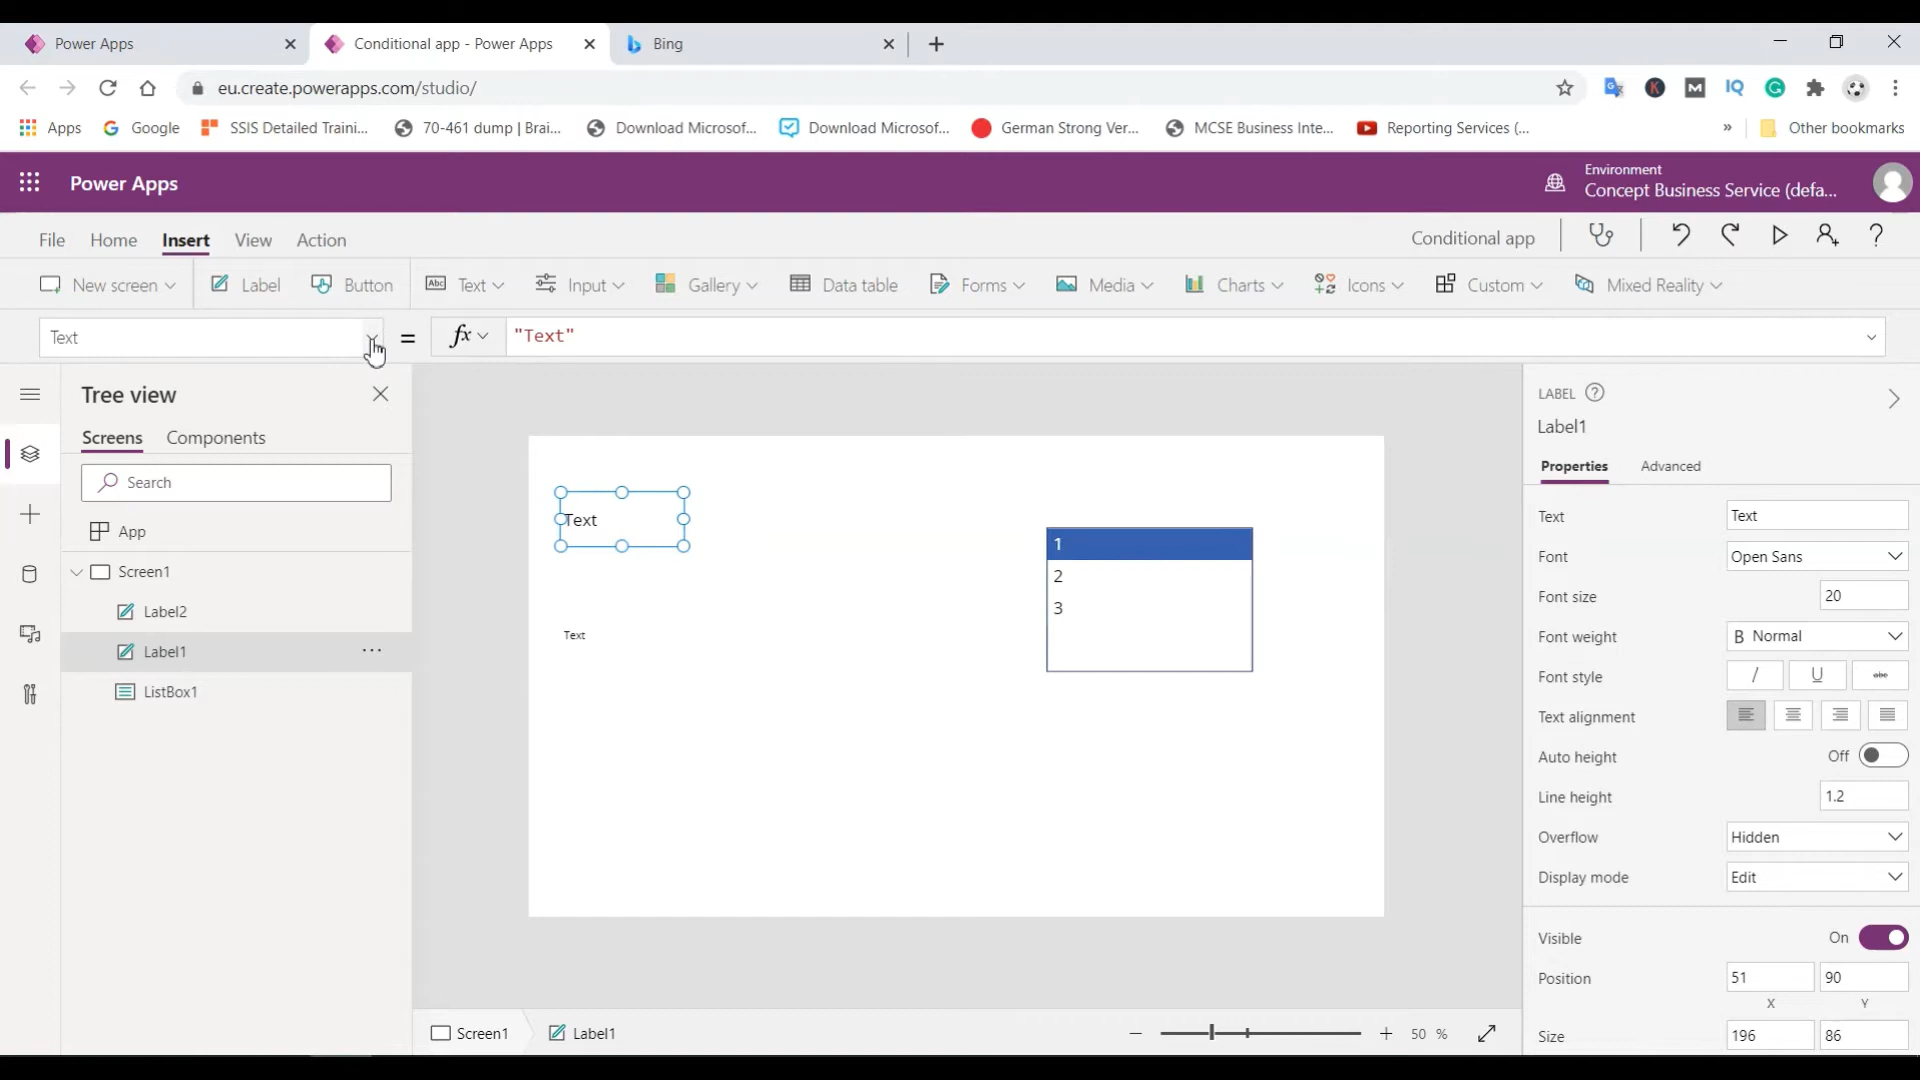 Power Apps
Conditional app - Power Apps
Bing
eu.create.powerapps.com/studio/
Apps
Google
SSIS Detailed Traini...
70-461 dump | Brai...
Download Microsof...
Download Microsof...
German Strong Ver...
MCSE Business Inte...
Reporting Services (...
»
Other bookmarks
Power Apps
Environment
Concept Business Service (defa...
File
Home
Insert
View
Action
Conditional app
New screen
Label
Button
Abc
Text
Input
Gallery
Data table
Forms
Media
Charts
Icons
Custom
Mixed Reality
Text
=
fx
"Text"
Tree view
Screens
Components
Search
App
Screen1
Label2
Label1
...
ListBox1
Text
Text
1
2
3
LABEL
Label1
Properties
Advanced
Text
Text
Font
Open Sans
Font size
20
Font weight
B Normal
Font style
/
U
abc
Text alignment
Auto height
Off
Line height
1.2
Overflow
Hidden
Display mode
Edit
Visible
On
Position
51
90
X
Y
Size
196
86
Screen1
Label1
50 %